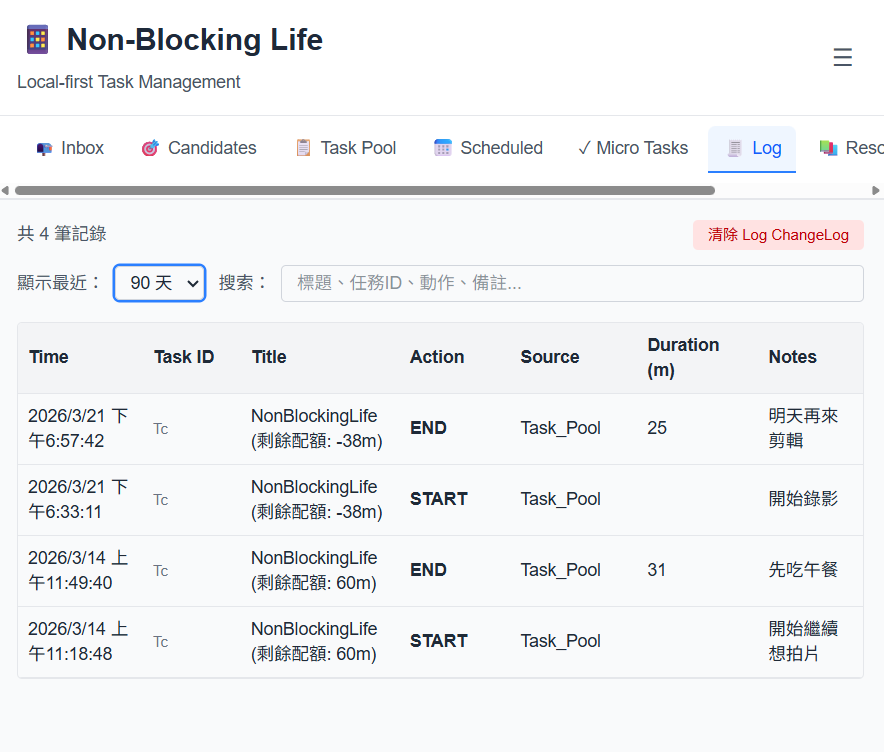 Non-Blocking Life
Local-first Task Management
Inbox Candidates Task Pool Scheduled ✓ Micro Tasks Log Reso
共 4 筆記錄 清除 Log ChangeLog
顯示最近： 90 天 搜索： 標題、任務ID、動作、備註...
Time Task ID Title Action Source Duration
(m) Notes
2026/3/21 下 Tc NonBlockingLife END Task_Pool 25 明天再來
午6:57:42 (剩餘配額: -38m) 剪輯
2026/3/21 下 Tc NonBlockingLife START Task_Pool 開始錄影
午6:33:11 (剩餘配額: -38m)
2026/3/14 上 Tc NonBlockingLife END Task_Pool 31 先吃午餐
午11:49:40 (剩餘配額: 60m)
2026/3/14 上 Tc NonBlockingLife START Task_Pool 開始繼續
午11:18:48 (剩餘配額: 60m) 想拍片